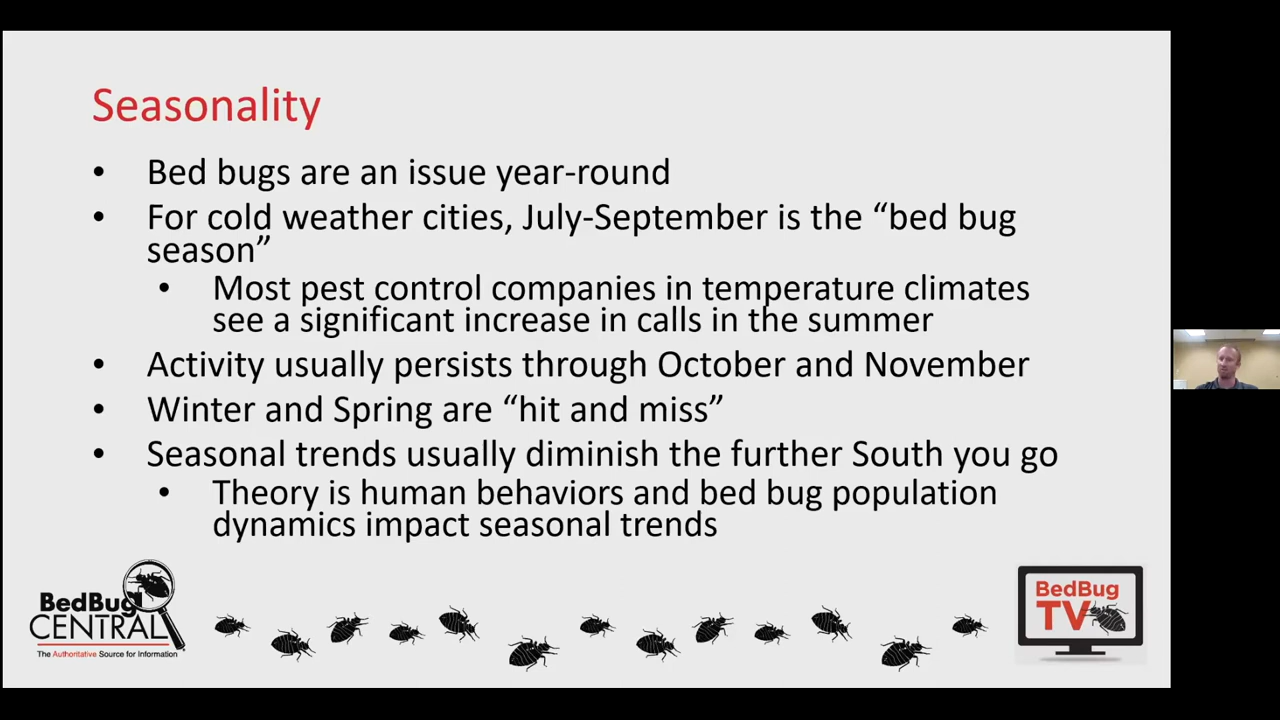 Seasonality
• Bed bugs are an issue year-round
• For cold weather cities, July-September is the “bed bug
season”
• Most pest control companies in temperature climates
see a significant increase in calls in the summer
• Activity usually persists through October and November
• Winter and Spring are “hit and miss”
• Seasonal trends usually diminish the further South you go
• Theory is human behaviors and bed bug population
dynamics impact seasonal trends
BedBug
CENTRAL
The Authoritative Source for Information
BedBug
TV